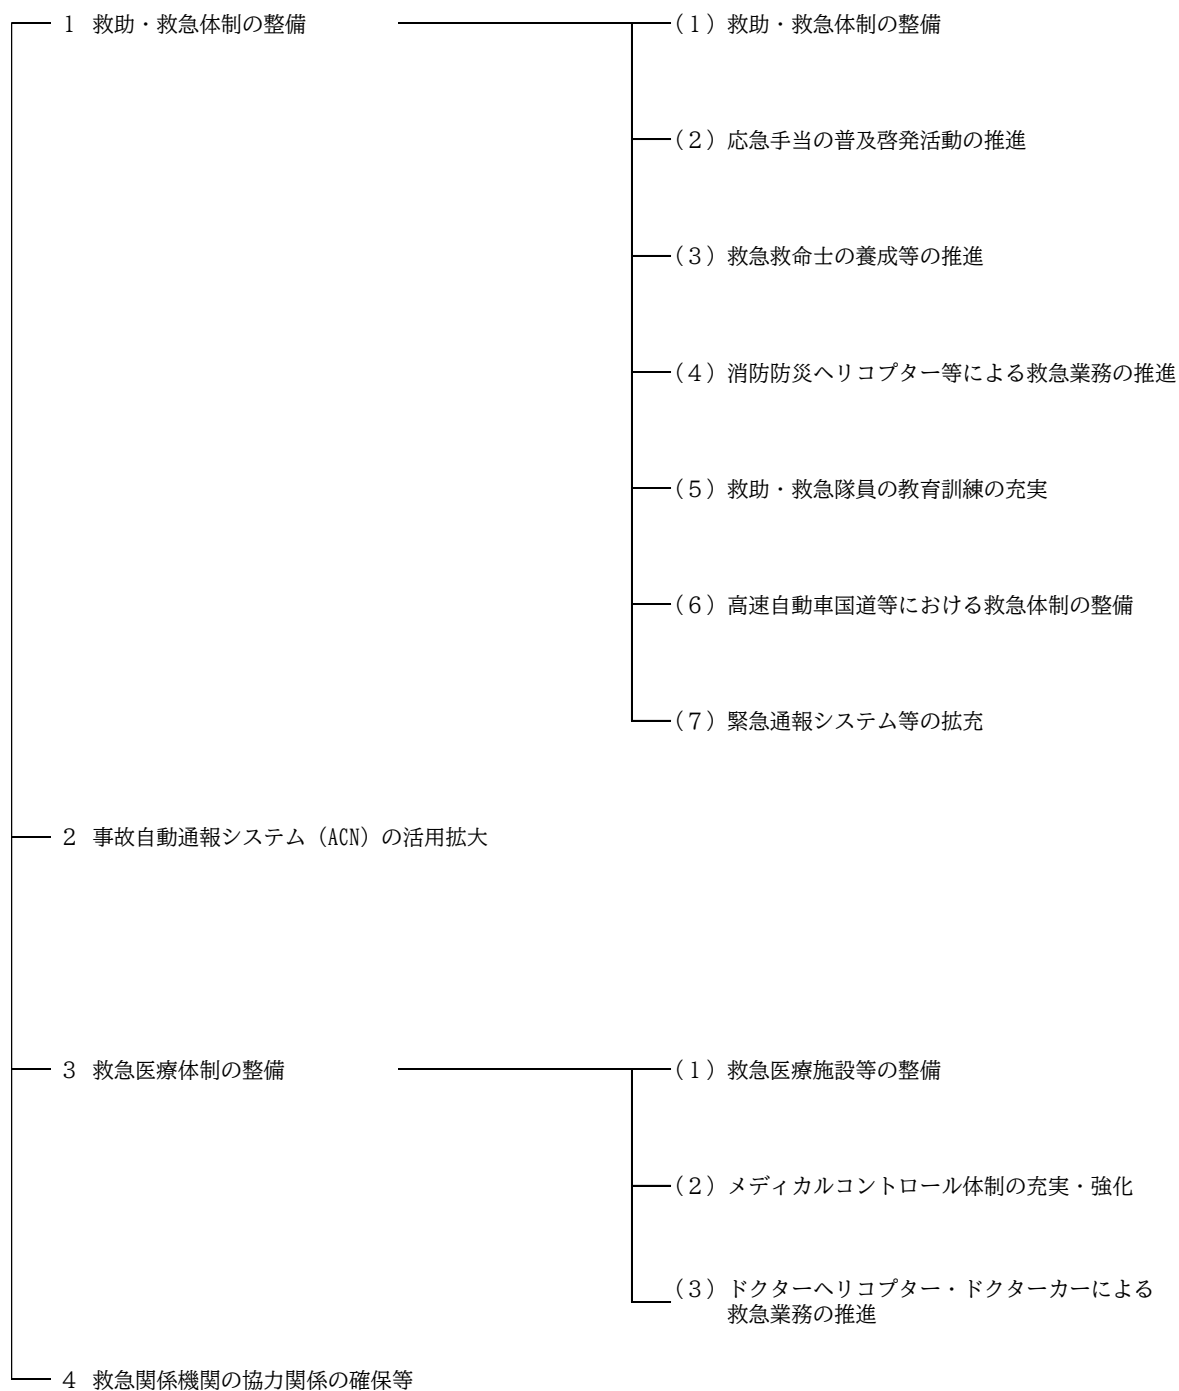 1 救助・救急体制の整備
(1)救助・救急体制の整備
(2)応急手当の普及啓発活動の推進
(3)救急救命士の養成等の推進
(4)消防防災ヘリコプター等による救急業務の推進
(5)救助・救急隊員の教育訓練の充実
(6)高速自動車国道等における救急体制の整備
(7)緊急通報システム等の拡充
2 事故自動通報システム(ACN)の活用拡大
3 救急医療体制の整備
(1)救急医療施設等の整備
(2)メディカルコントロール体制の充実・強化
(3)ドクターヘリコプター・ドクターカーによる
救急業務の推進
4 救急関係機関の協力関係の確保等